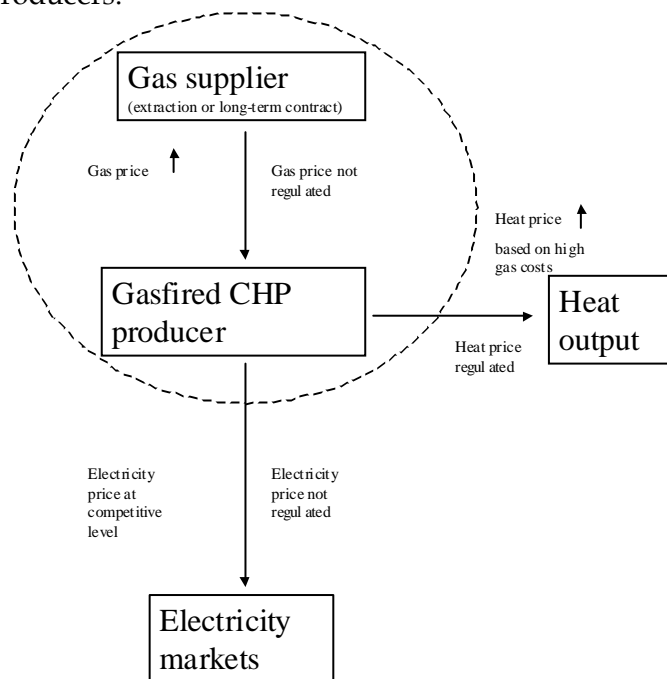 roducers.
Gas supplier
(extraction or long-term contract)
Gas price
Gas price not
regulated
Heat price
based on high
gas costs
Gasfired CHP
producer
Heat
output
Heat price
regulated
Electricity
price at
competitive
level
Electricity
price not
regulated
Electricity
markets